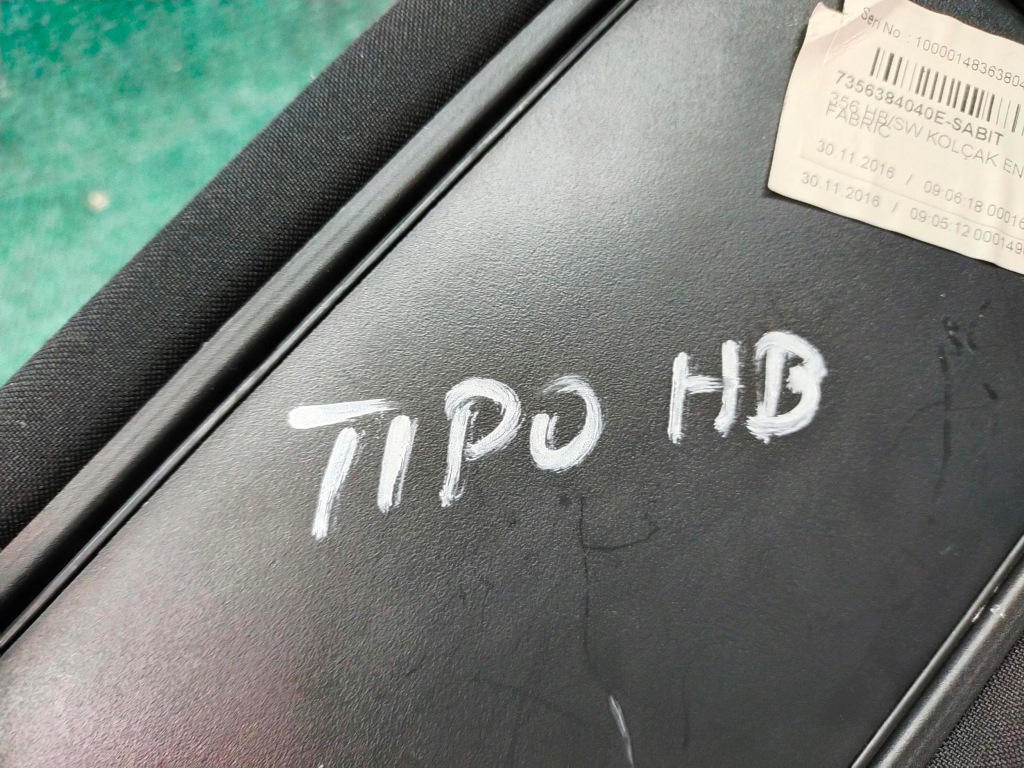 Seri No : 1000014836380
7356384040E-SABIT
356 HB/SW KOLÇAK EN
FABRIC
30.11.2016 / 09:06:18 00016
30.11.2016 / 09:05:12 000149
TIPO HB